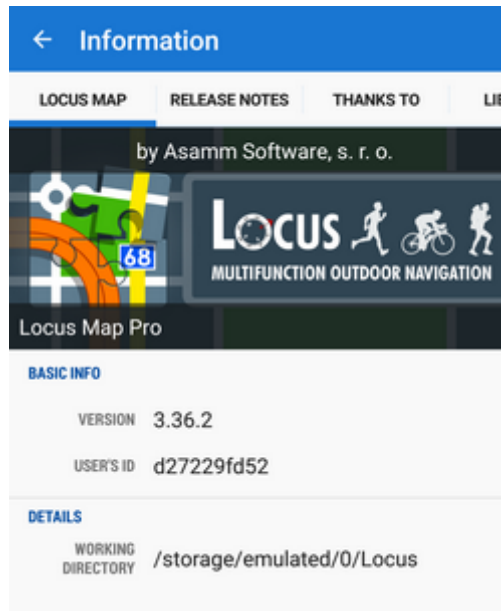 Information
LOCUS MAP RELEASE NOTES THANKS TO
by Asamm Software, s. r. o.
LOCUS
68
MULTIFUNCTION OUTDOOR NAVIGATION
Locus Map Pro
BASIC INFO
VERSION 3.36.2
USER'S ID d27229fd52
DETAILS
WORKING
DIRECTORY /storage/emulated/0/Locus